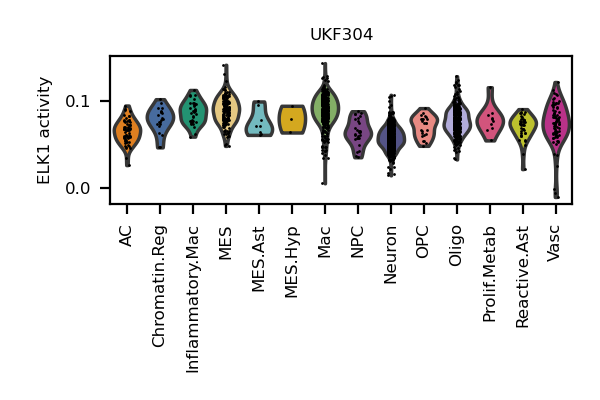 UKF304
ELK1 activity
0.1
0.0
AC
Chromatin.Reg
Inflammatory.Mac
MES
MES.Ast
MES.Hyp
Mac
NPC
Neuron
OPC
Oligo
Prolif.Metab
Reactive.Ast
Vasc